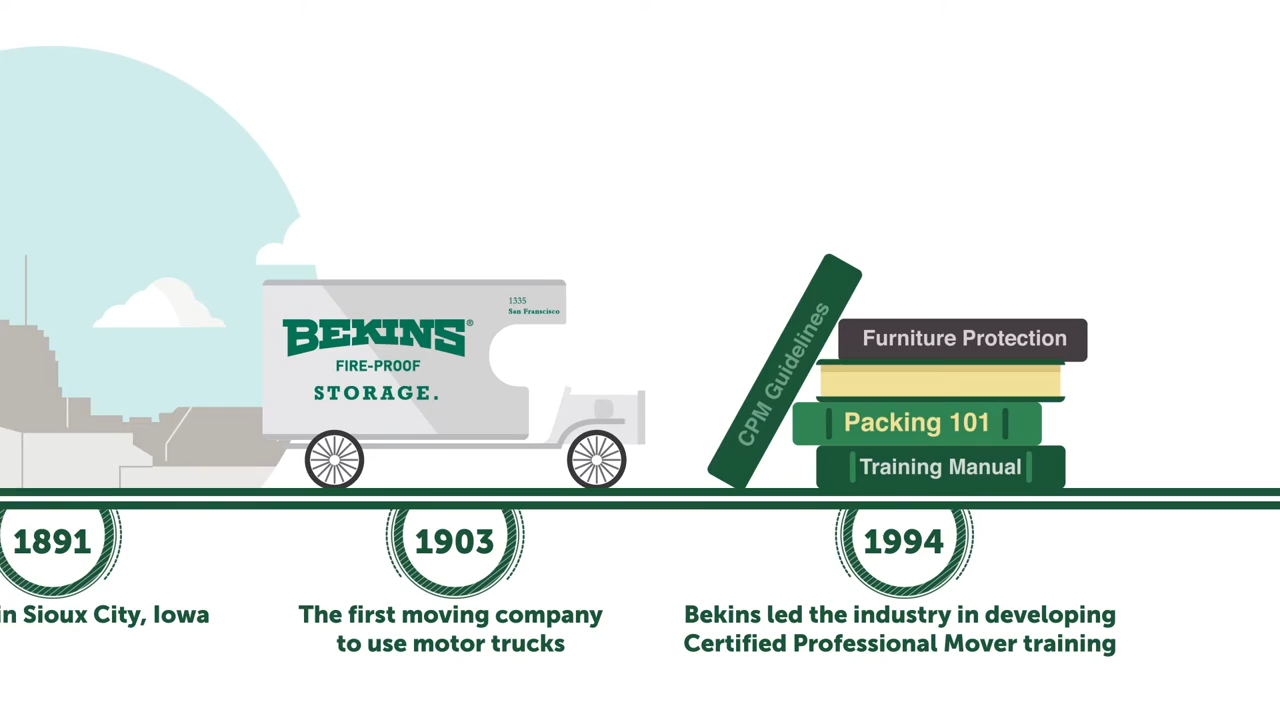 1335
San Franscisco
BEKINS®
FIRE-PROOF
STORAGE.
CPM Guidelines
Furniture Protection
Packing 101
Training Manual
1891
in Sioux City, Iowa
1903
The first moving company
to use motor trucks
1994
Bekins led the industry in developing
Certified Professional Mover training